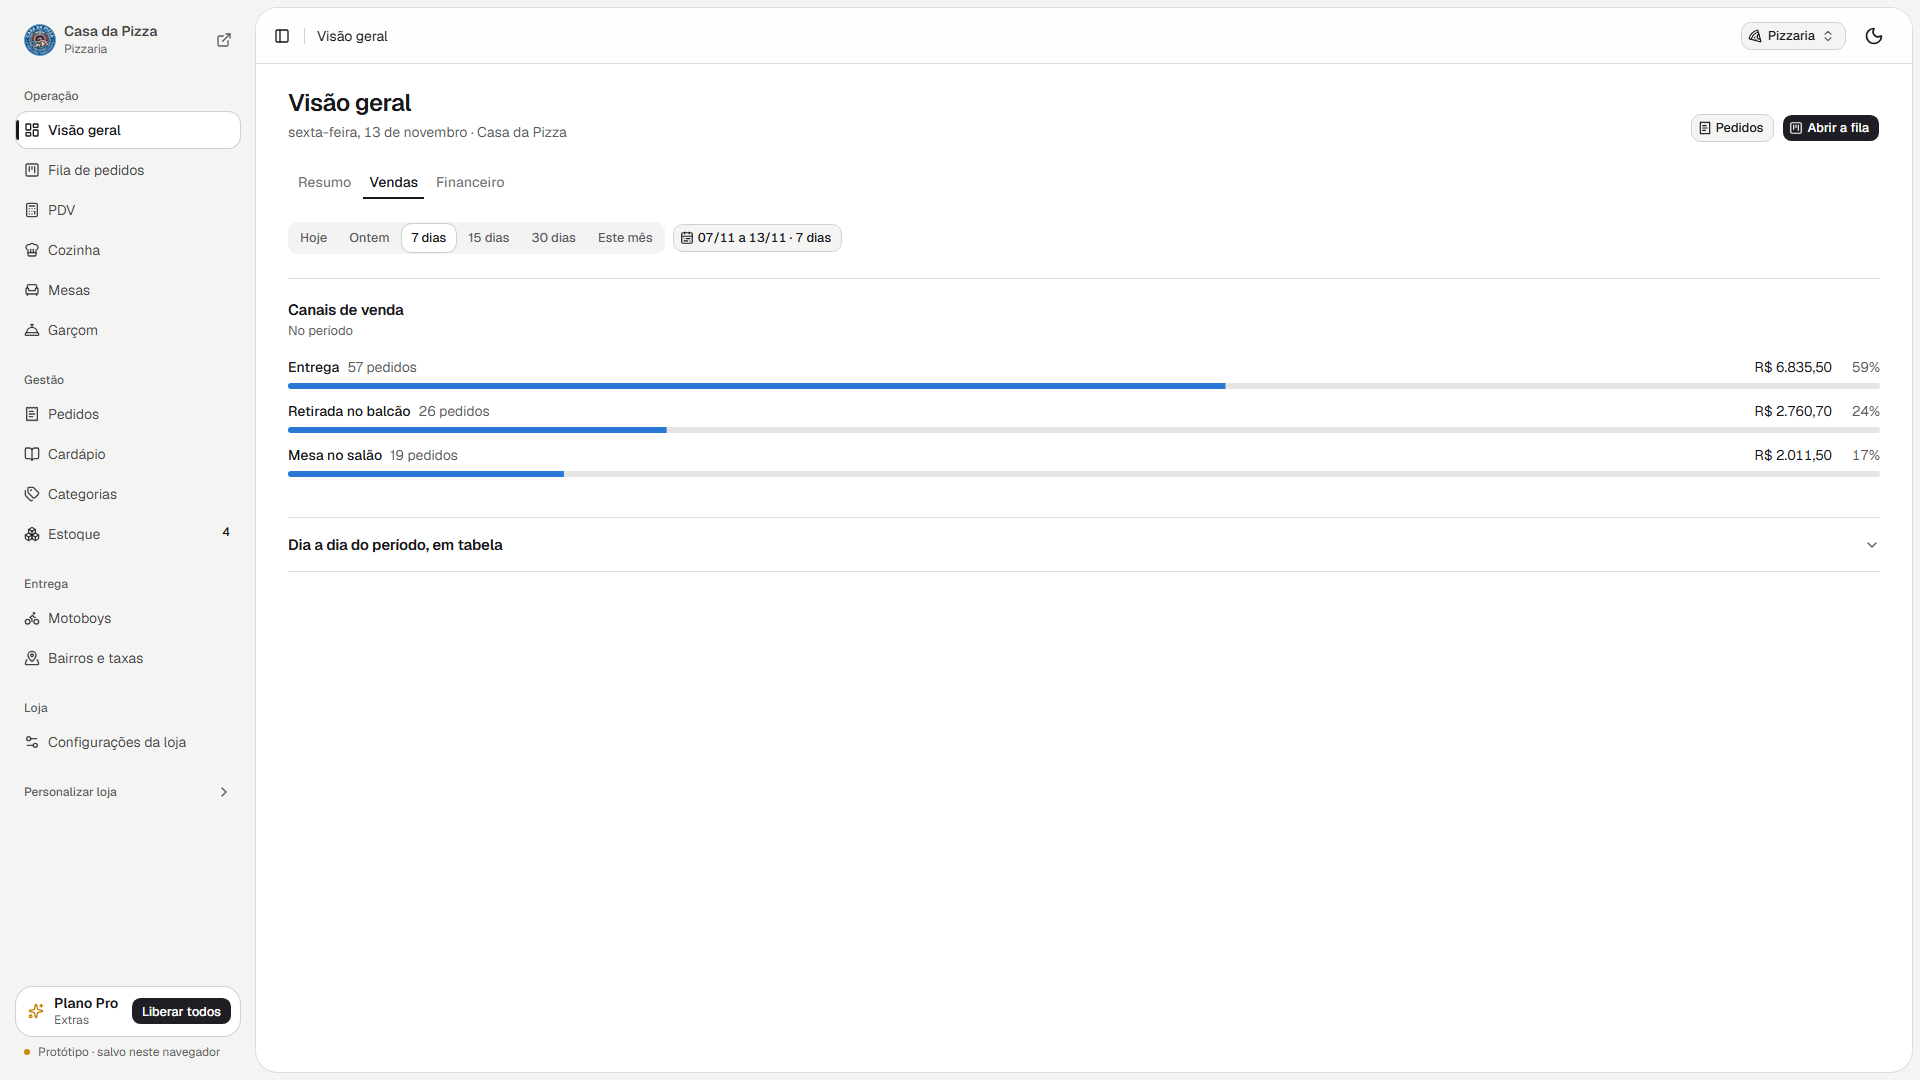 Casa da Pizza
Pizzaria
Operação
Visão geral
Fila de pedidos
PDV
Cozinha
Mesas
Garçom
Gestão
Pedidos
Cardápio
Categorias
Estoque 4
Entrega
Motoboys
Bairros e taxas
Loja
Configurações da loja
Personalizar loja
Plano Pro
Extras
Liberar todos
Protótipo · salvo neste navegador
Visão geral
Pizzaria
Visão geral
sexta-feira, 13 de novembro · Casa da Pizza
Pedidos
Abrir a fila
Resumo Vendas Financeiro
Hoje Ontem 7 dias 15 dias 30 dias Este mês 07/11 a 13/11 · 7 dias
Canais de venda
No período
Entrega 57 pedidos R$ 6.835,50 59%
Retirada no balcão 26 pedidos R$ 2.760,70 24%
Mesa no salão 19 pedidos R$ 2.011,50 17%
Dia a dia do período, em tabela